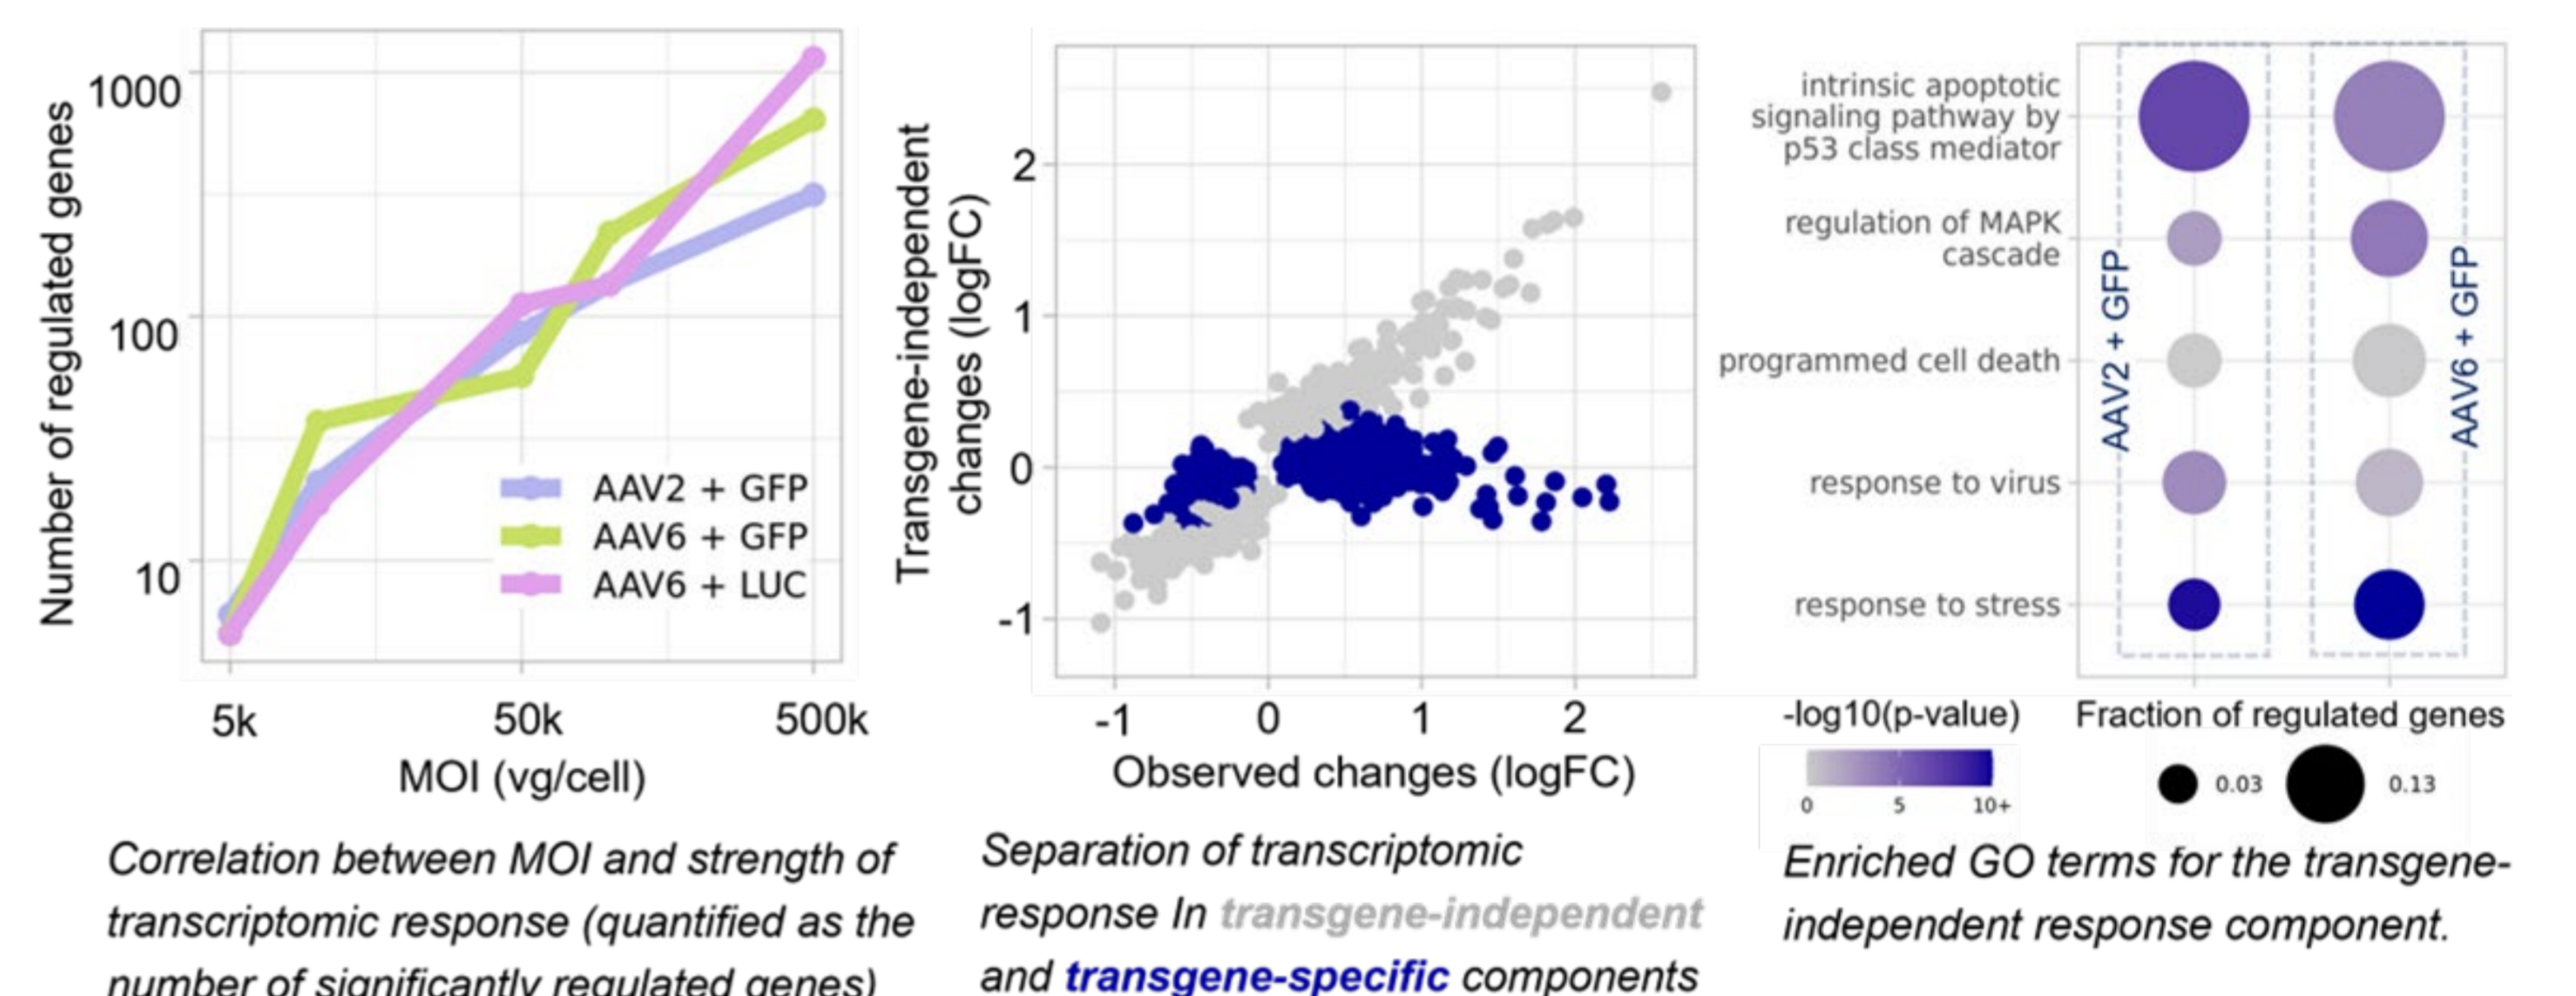 Number of regulated genes
1000
100
10
AAV2 + GFP
AAV6 + GFP
AAV6 + LUC
5k 50k 500k
MOI (vg/cell)
Correlation between MOI and strength of
transcriptomic response (quantified as the
number of significantly regulated genes)
Transgene-independent
changes (logFC)
2
1
0
-1
-1 0 1 2
Observed changes (logFC)
Separation of transcriptomic
response In transgene-independent
and transgene-specific components
intrinsic apoptotic
signaling pathway by
p53 class mediator
regulation of MAPK
cascade
programmed cell death
response to virus
response to stress
AAV2 + GFP
AAV6 + GFP
-log10(p-value)
0 5 10+
Fraction of regulated genes
0.03 0.13
Enriched GO terms for the transgene-
independent response component.